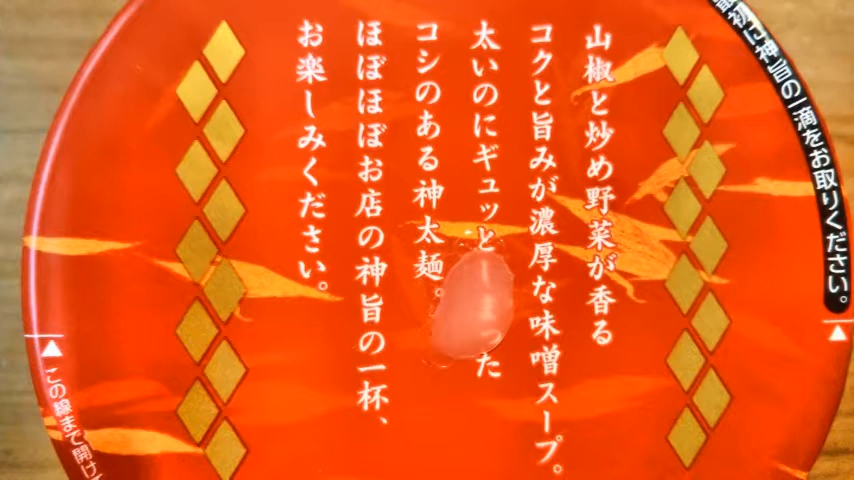 山椒と炒め野菜が香る
コクと旨みが濃厚な味噌スープ。
太いのにギュッと
った
コシのある神太麺。
ほぼほぼお店の神旨の一杯、
お楽しみください。
最初に神旨の一滴をお取りください。
この線まで開けて